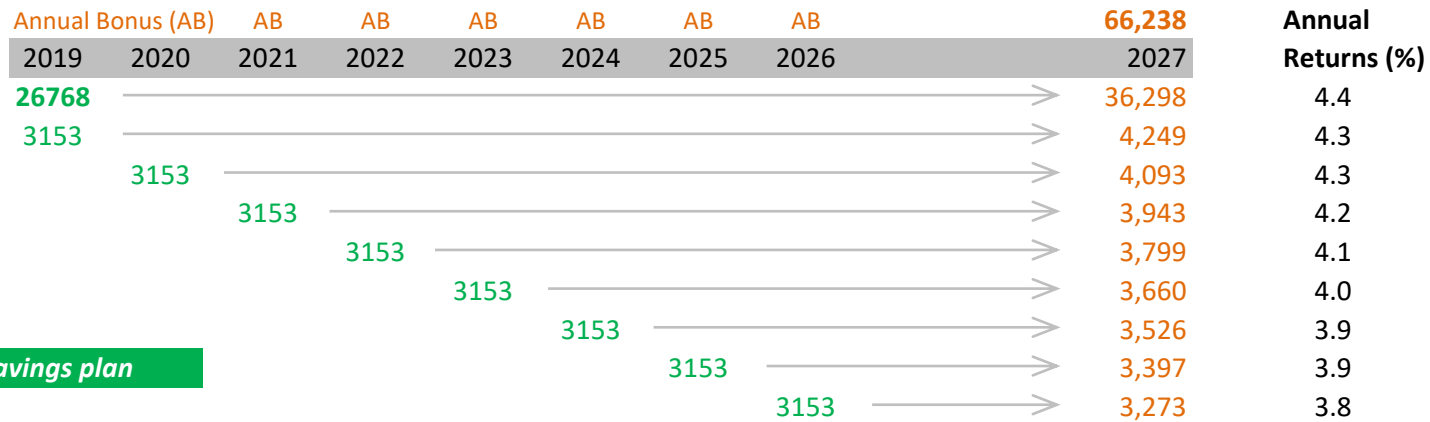 Annual Bonus (AB) AB AB AB AB AB AB 66,238 Annual
2019 2020 2021 2022 2023 2024 2025 2026 2027 Returns (%)
26768 36,298 4.4
3153 4,249 4.3
3153 4,093 4.3
3153 3,943 4.2
3153 3,799 4.1
3153 3,660 4.0
3153 3,526 3.9
avings plan 3153 3,397 3.9
3153 3,273 3.8